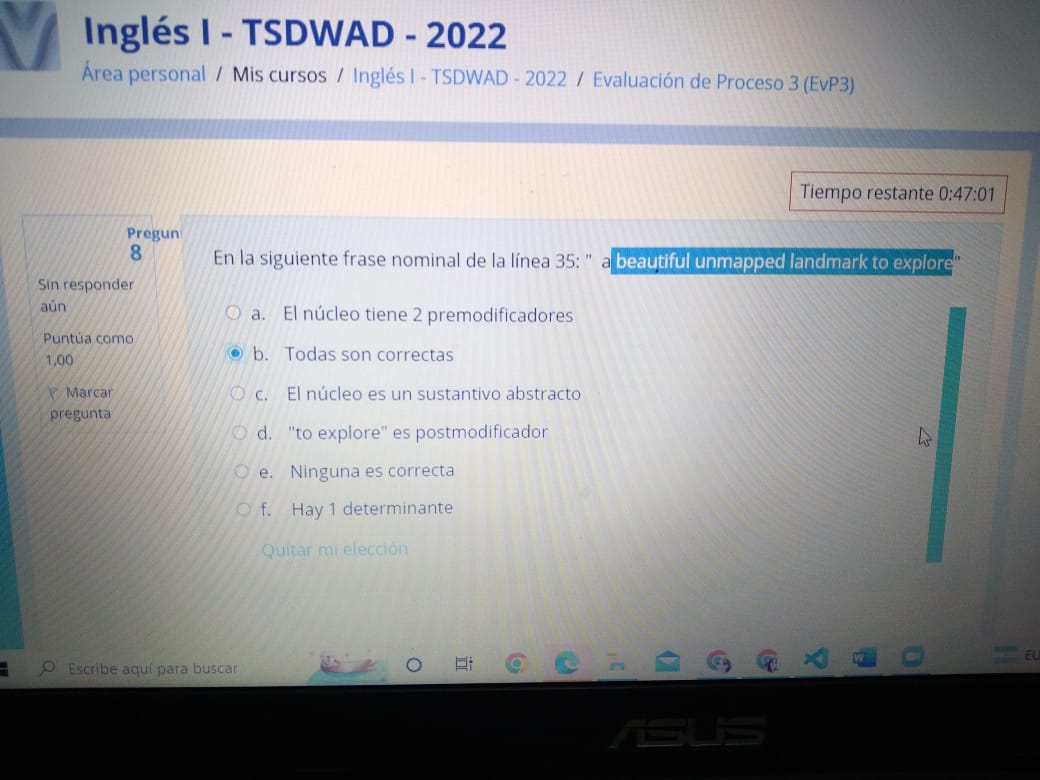 Inglés I - TSDWAD - 2022
Área personal / Mis cursos / Inglés I - TSDWAD - 2022 / Evaluación de Proceso 3 (EvP3)
Tiempo restante 0:47:01
Pregun
8
Sin responder
aún
Puntúa como
1,00
Marcar
pregunta
En la siguiente frase nominal de la línea 35: " a beautiful unmapped landmark to explore"
a. El núcleo tiene 2 premodificadores
b. Todas son correctas
c. El núcleo es un sustantivo abstracto
d. "to explore" es postmodificador
e. Ninguna es correcta
f. Hay 1 determinante
Quitar mi elección
Escribe aquí para buscar
W
EU
ASUS